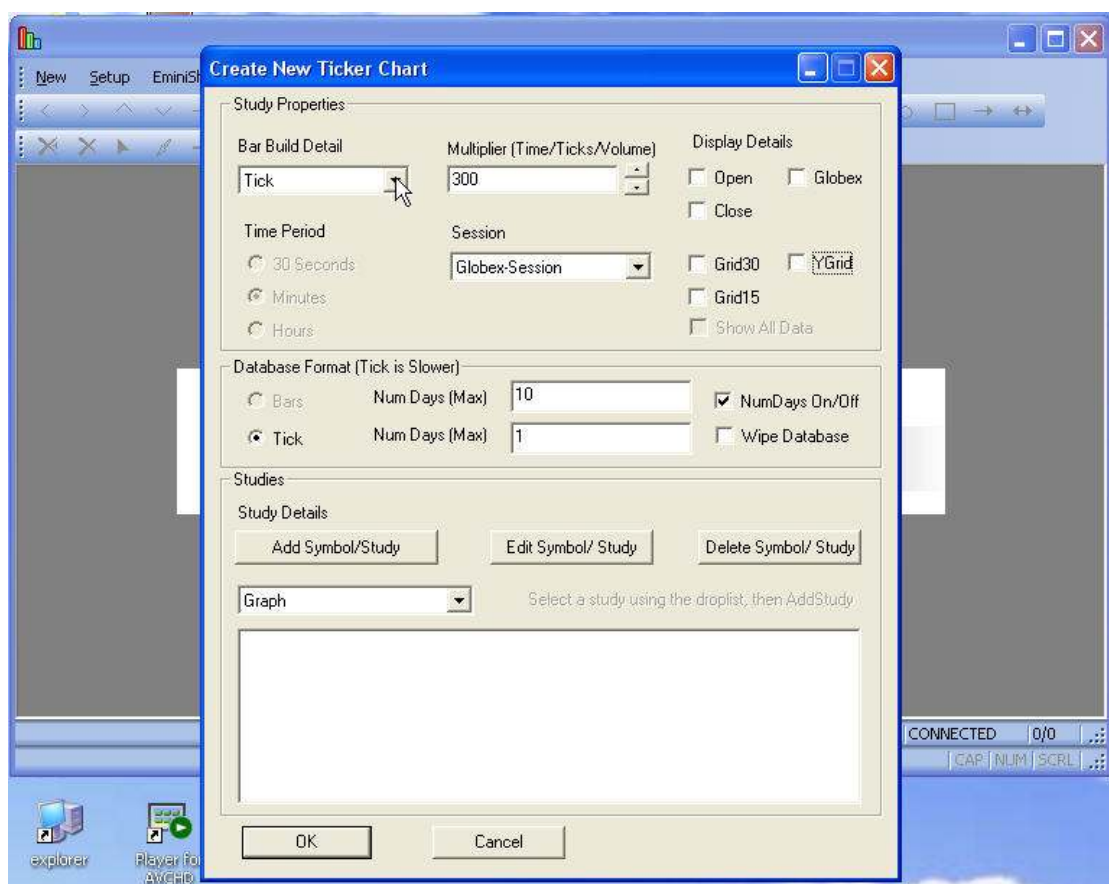 Create New Ticker Chart
New Setup EminiSh
Study Properties
Bar Build Detail
Multiplier (Time/Ticks/Volume)
Display Details
Tick
300
Open
Globex
Close
Time Period
Session
30 Seconds
Globex-Session
Grid30
YGrid
Minutes
Grid15
Hours
Show All Data
Database Format (Tick is Slower)
Bars
Num Days (Max)
10
NumDays On/Off
Tick
Num Days (Max)
1
Wipe Database
Studies
Study Details
Add Symbol/Study
Edit Symbol/ Study
Delete Symbol/ Study
Graph
Select a study using the droplist, then AddStudy
CONNECTED 0/0
CAP NUM SCRL
OK
Cancel
explorer
Player fo
AVCHD